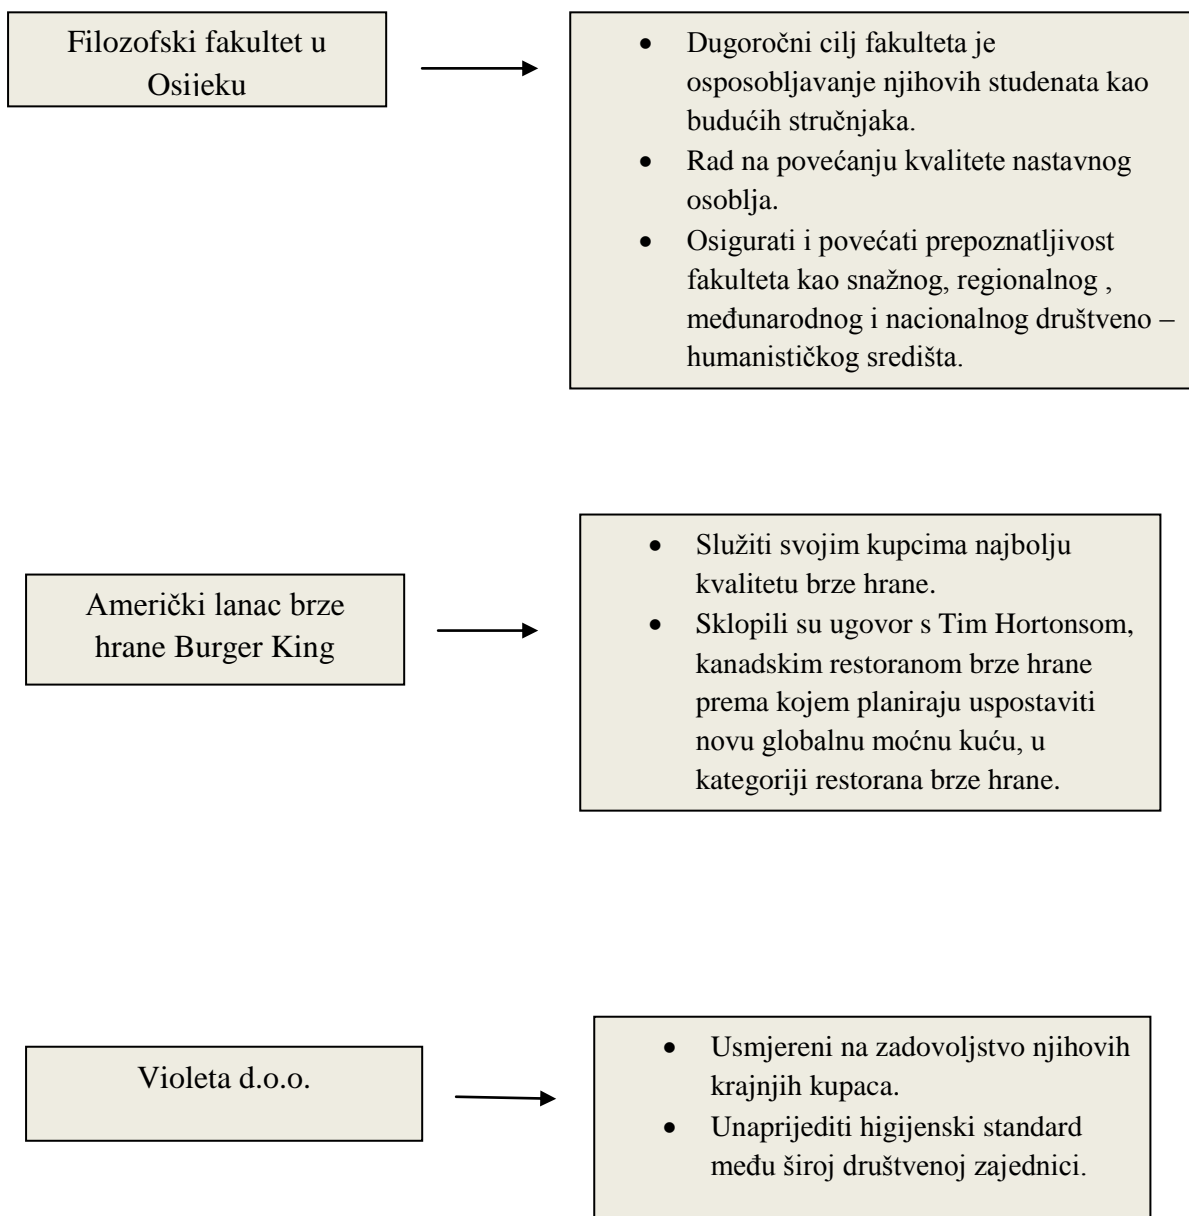 Filozofski fakultet u
Osijeku
• Dugoročni cilj fakulteta je
osposobljavanje njihovih studenata kao
budućih stručnjaka.
• Rad na povećanju kvalitete nastavnog
osoblja.
• Osigurati i povećati prepoznatljivost
fakulteta kao snažnog, regionalnog ,
međunarodnog i nacionalnog društveno –
humanističkog središta.
Amerićki lanac brze
hrane Burger King
• Služiti svojim kupcima najbolju
kvalitetu brze hrane.
• Sklopili su ugovor s Tim Hortonsom,
kanadskim restoranom brze hrane
prema kojem planiraju uspostaviti
novu globalnu moćnu kuću, u
kategoriji restorana brze hrane.
Violeta d.o.o.
• Usmjereni na zadovoljstvo njihovih
krajnjih kupaca.
• Unaprijediti higijenski standard
među široj društvenoj zajednici.